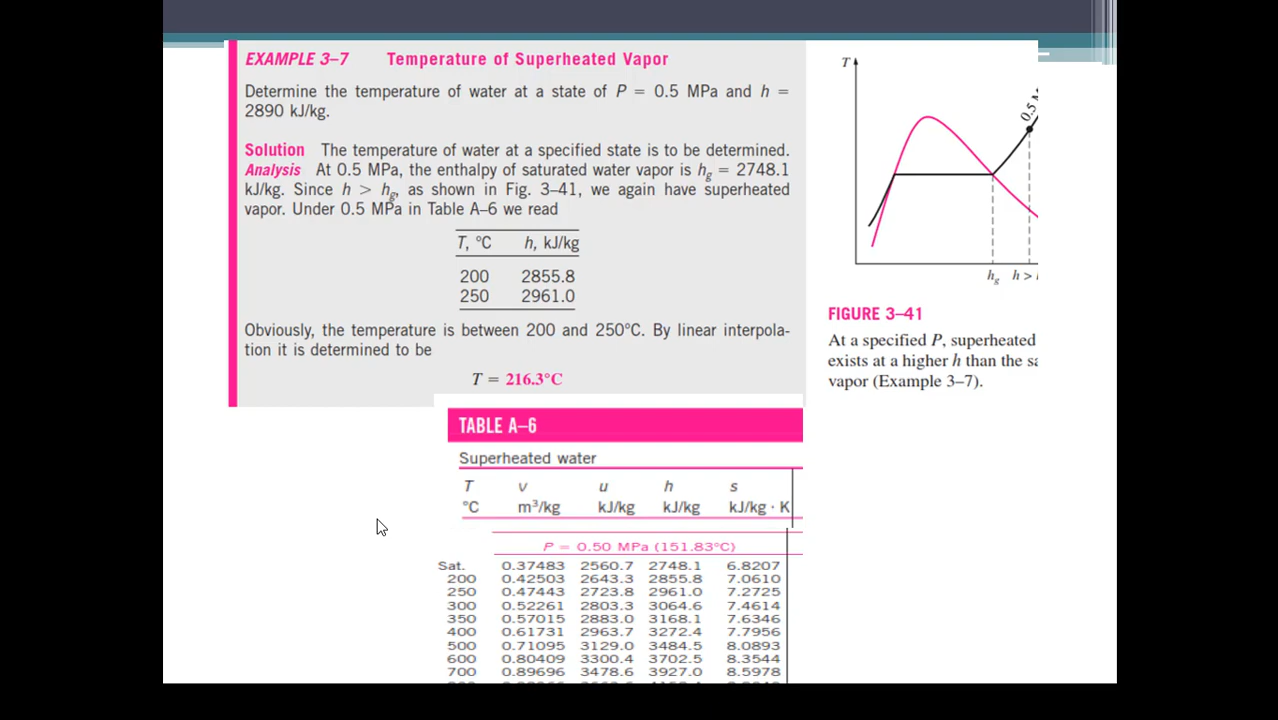 EXAMPLE 3–7 Temperature of Superheated Vapor
Determine the temperature of water at a state of P = 0.5 MPa and h =
2890 kJ/kg.
Solution The temperature of water at a specified state is to be determined.
Analysis At 0.5 MPa, the enthalpy of saturated water vapor is hg = 2748.1
kJ/kg. Since h > hg, as shown in Fig. 3–41, we again have superheated
vapor. Under 0.5 MPa in Table A–6 we read
T, °C h, kJ/kg
200 2855.8
250 2961.0
Obviously, the temperature is between 200 and 250°C. By linear interpola-
tion it is determined to be
T = 216.3°C
T
0.5 M
hg h >
FIGURE 3–41
At a specified P, superheated
exists at a higher h than the sa
vapor (Example 3–7).
TABLE A–6
Superheated water
T v u h s
°C m³/kg kJ/kg kJ/kg kJ/kg · K
P = 0.50 MPa (151.83°C)
Sat. 0.37483 2560.7 2748.1 6.8207
200 0.42503 2643.3 2855.8 7.0610
250 0.47443 2723.8 2961.0 7.2725
300 0.52261 2803.3 3064.6 7.4614
350 0.57015 2883.0 3168.1 7.6346
400 0.61731 2963.7 3272.4 7.7956
500 0.71095 3129.0 3484.5 8.0893
600 0.80409 3300.4 3702.5 8.3544
700 0.89696 3478.6 3927.0 8.5978